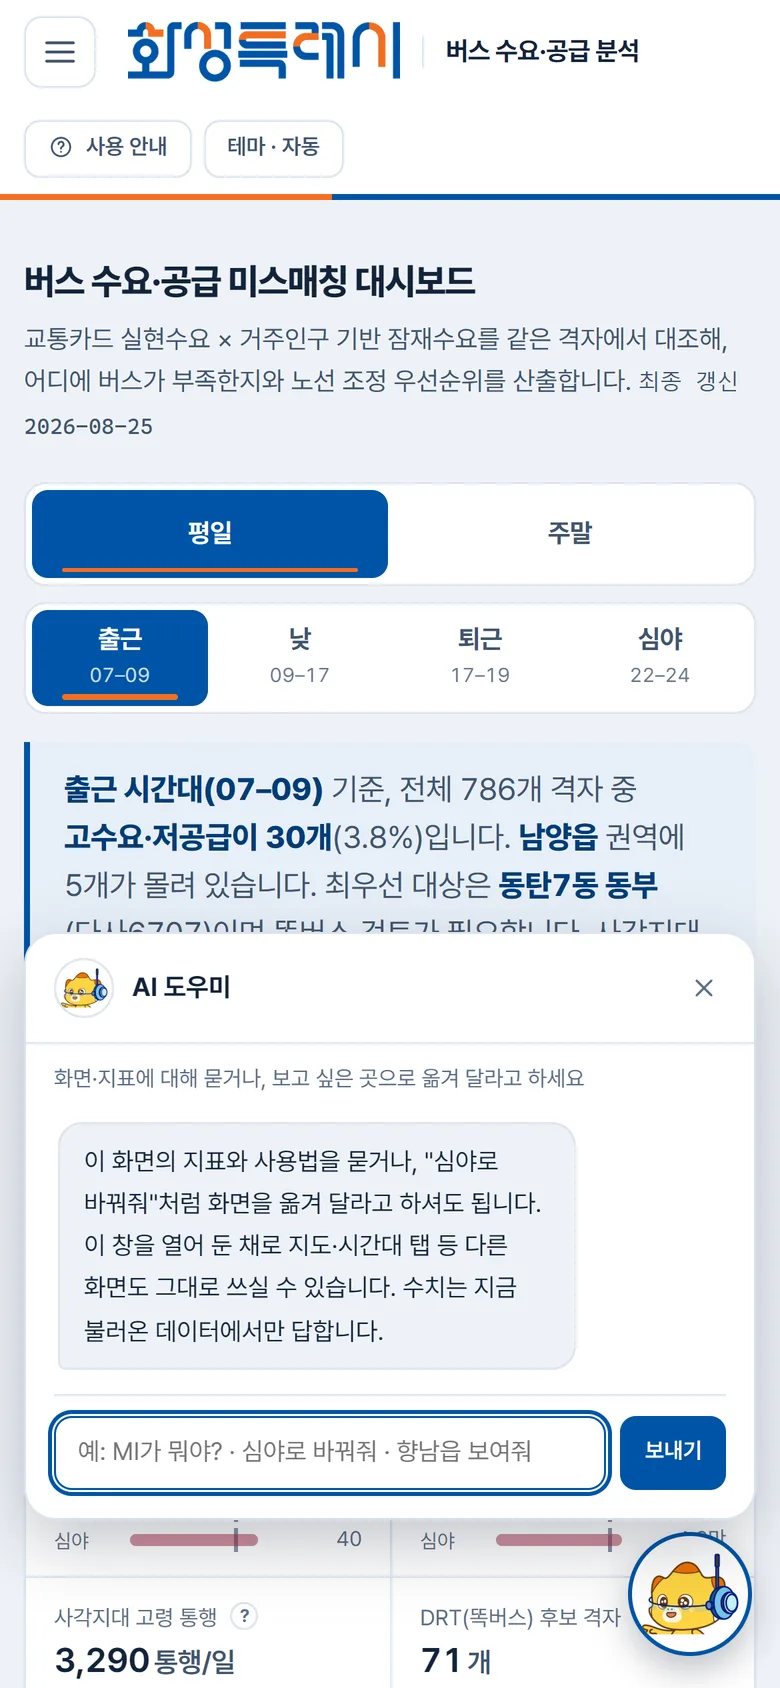 화성특례시
버스 수요·공급 분석
사용 안내
테마 · 자동
버스 수요·공급 미스매칭 대시보드
교통카드 실현수요 × 거주인구 기반 잠재수요를 같은 격자에서 대조해,
어디에 버스가 부족한지와 노선 조정 우선순위를 산출합니다. 최종 갱신
2026-08-25
평일
주말
출근
07–09
낮
09–17
퇴근
17–19
심야
22–24
출근 시간대(07–09) 기준, 전체 786개 격자 중
고수요·저공급이 30개(3.8%)입니다. 남양읍 권역에
5개가 몰려 있습니다. 최우선 대상은 동탄7동 동부
AI 도우미
화면·지표에 대해 묻거나, 보고 싶은 곳으로 옮겨 달라고 하세요
이 화면의 지표와 사용법을 묻거나, "심야로
바꿔줘"처럼 화면을 옮겨 달라고 하셔도 됩니다.
이 창을 열어 둔 채로 지도·시간대 탭 등 다른
화면도 그대로 쓰실 수 있습니다. 수치는 지금
불러온 데이터에서만 답합니다.
예: MI가 뭐야? · 심야로 바꿔줘 · 향남읍 보여줘
보내기
심야
40
심야
사각지대 고령 통행 ?
3,290 통행/일
DRT(똑버스) 후보 격자
71 개